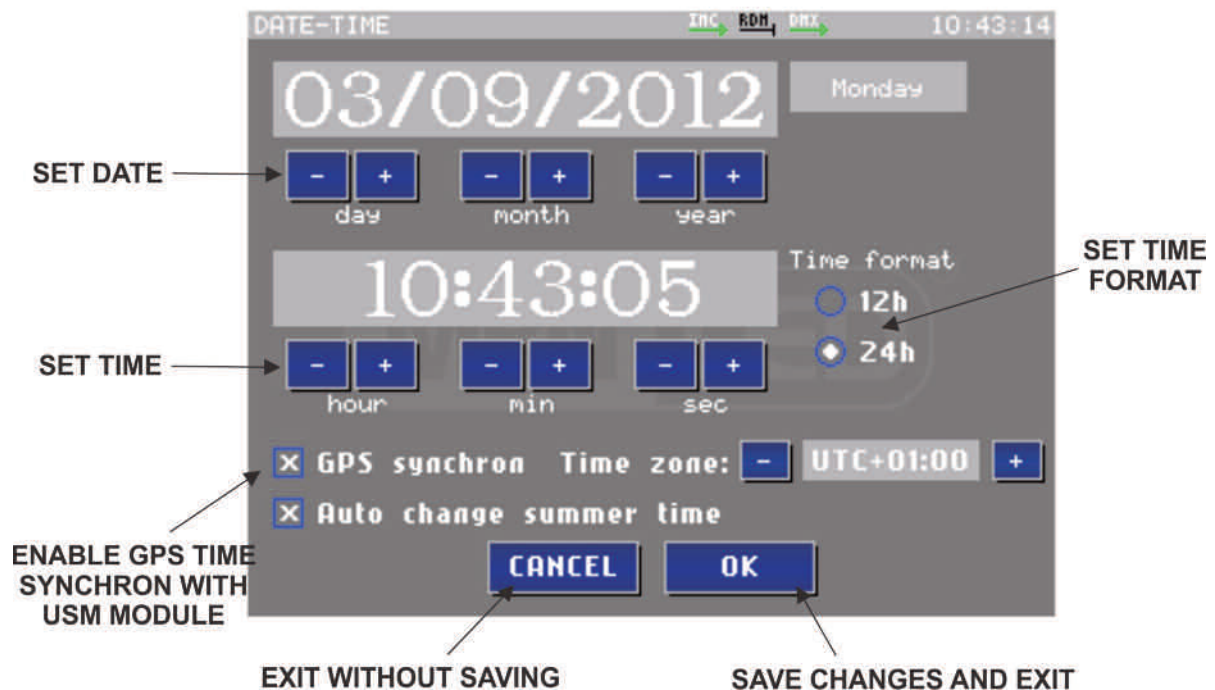 DATE-TIME INC RDM DMX 10:43:14
03/09/2012 Monday
SET DATE
- + - + - +
day month year
10:43:05
Time format
12h
24h
SET TIME FORMAT
SET TIME
- + - + - +
hour min sec
X GPS synchron Time zone: - UTC+01:00 +
X Auto change summer time
ENABLE GPS TIME
SYNCHRON WITH
USM MODULE
CANCEL OK
EXIT WITHOUT SAVING
SAVE CHANGES AND EXIT